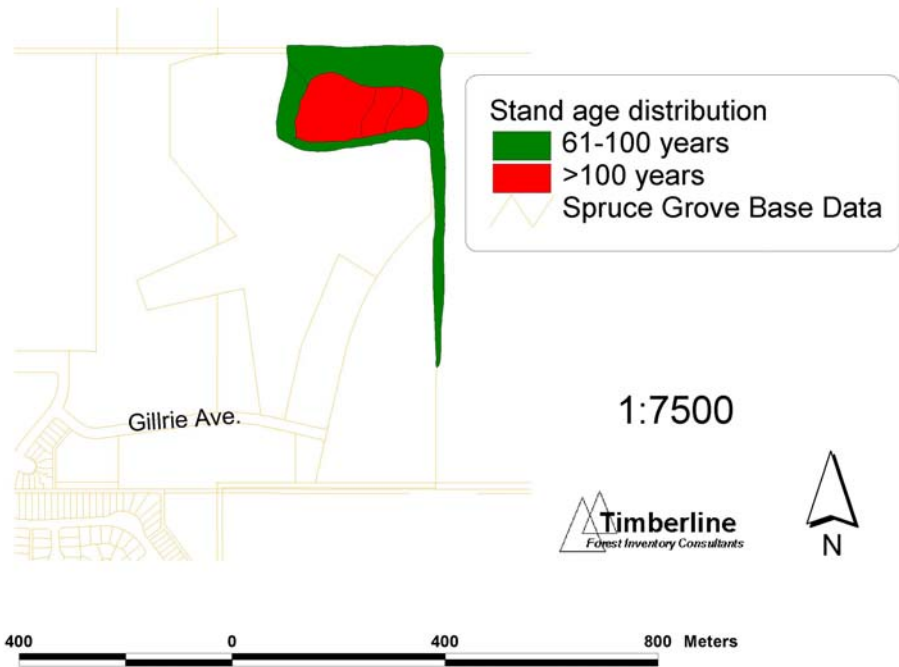 Stand age distribution
61-100 years
>100 years
Spruce Grove Base Data
1:7500
Gillrie Ave.
Timberline
Forest Inventory Consultants
N
400 0 400 800 Meters